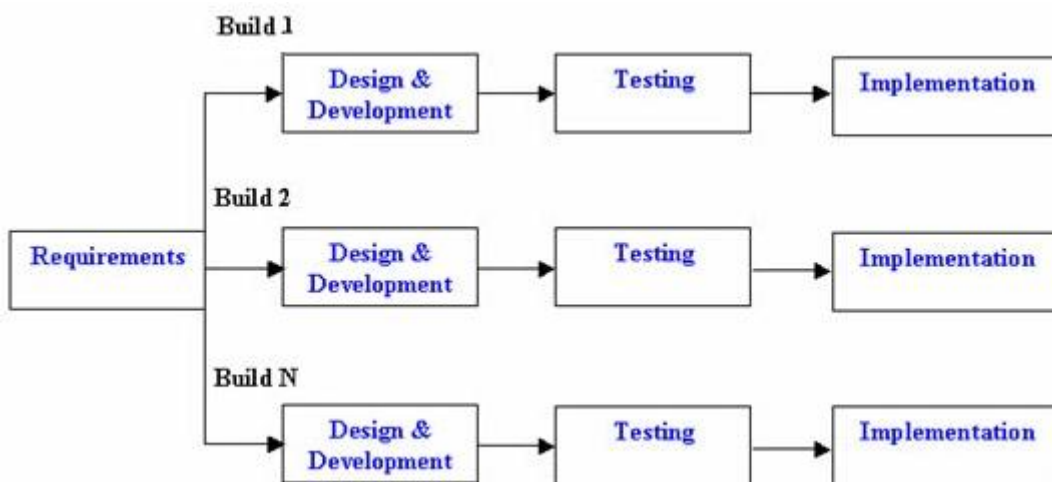 Build 1
Design &
Development
Testing
Implementation
Build 2
Requirements
Design &
Development
Testing
Implementation
Build N
Design &
Development
Testing
Implementation